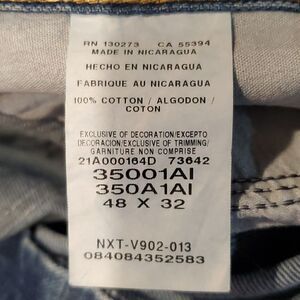 RN 130273 CA 55394
MADE IN NICARAGUA
HECHO EN NICARAGUA
FABRIQUE AU NICARAGUA
100% COTTON / ALGODON /
COTON
EXCLUSIVE OF DECORATION/EXCEPTO
DECORACION/EXCLUSIVE OF TRIMMING/
GARNITURE NON COMPRISE
21A000164D 73642
35001AI
350A1AI
48 X 32
NXT-V902-013
084084352583